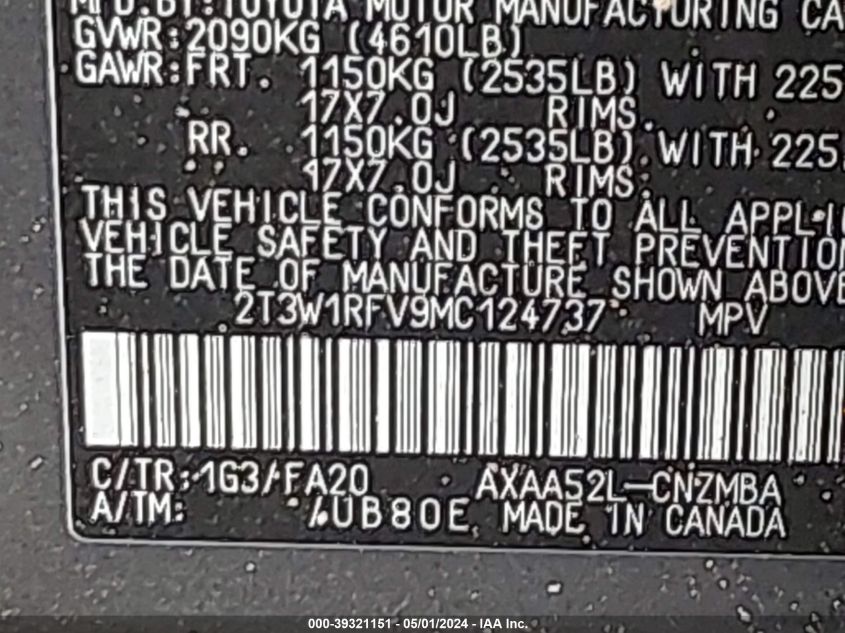 MFD.BY:TOYOTA MOTOR MANUFACTURING CA
GVWR:2090KG (4610LB)
GAWR:FRT. 1150KG (2535LB) WITH 225
17X7.0J RIMS.
RR. 1150KG (2535LB) WITH 225
17X7.0J RIMS.
THIS VEHICLE CONFORMS TO ALL
VEHICLE SAFETY AND THEFT PREVENTION
THE DATE OF MANUFACTURE SHOWN ABOVE
2T3W1RFV9MC124737 MPV
C/TR:1G3/FA20 AXAA52L-CNZMBA
A/TM: UB80E MADE IN CANADA
000-39321151 - 05/01/2024 - IAA Inc.